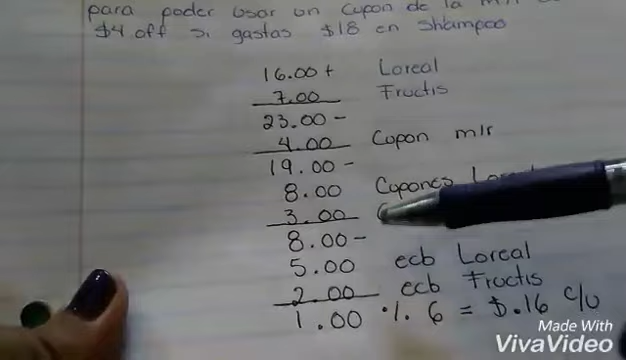 para poder usar un cupon de la mlr
$4 off si gastas $18 en Shampoo
16.00 + Loreal
7.00 Fructis
23.00 -
4.00 Cupon mlr
19.00 -
8.00 Cupones
3.00
8.00 -
5.00 ecb Loreal
2.00 ecb Fructis
1.00 % 6 = $.16 c/u
Made With
VivaVideo